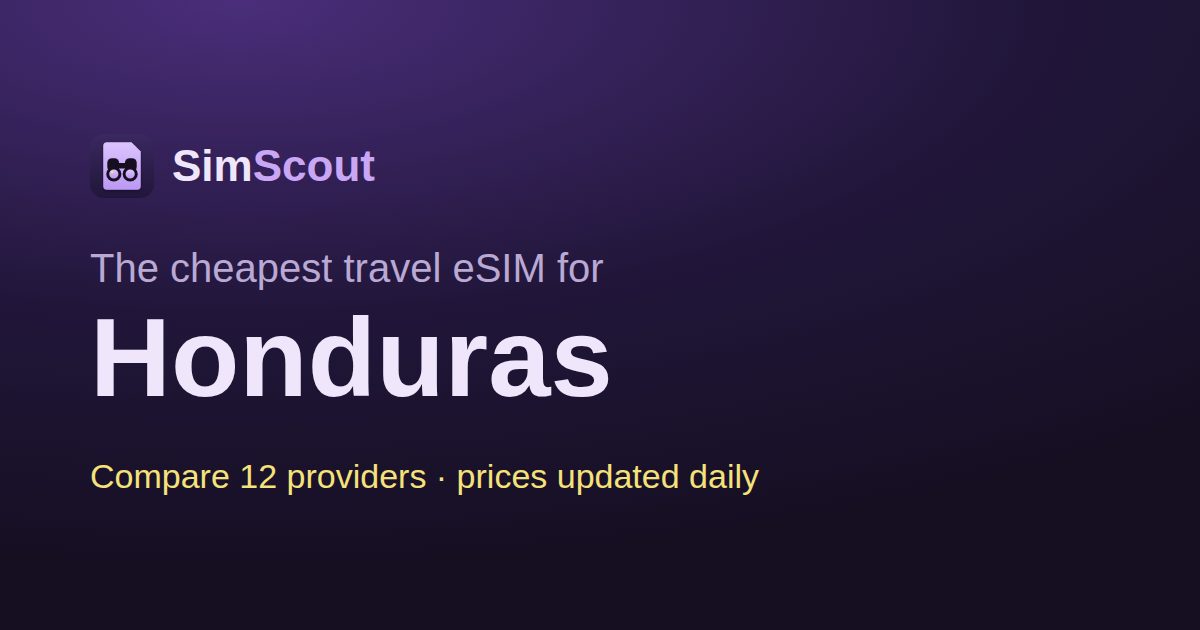 SimScout
The cheapest travel eSIM for
Honduras
Compare 12 providers · prices updated daily